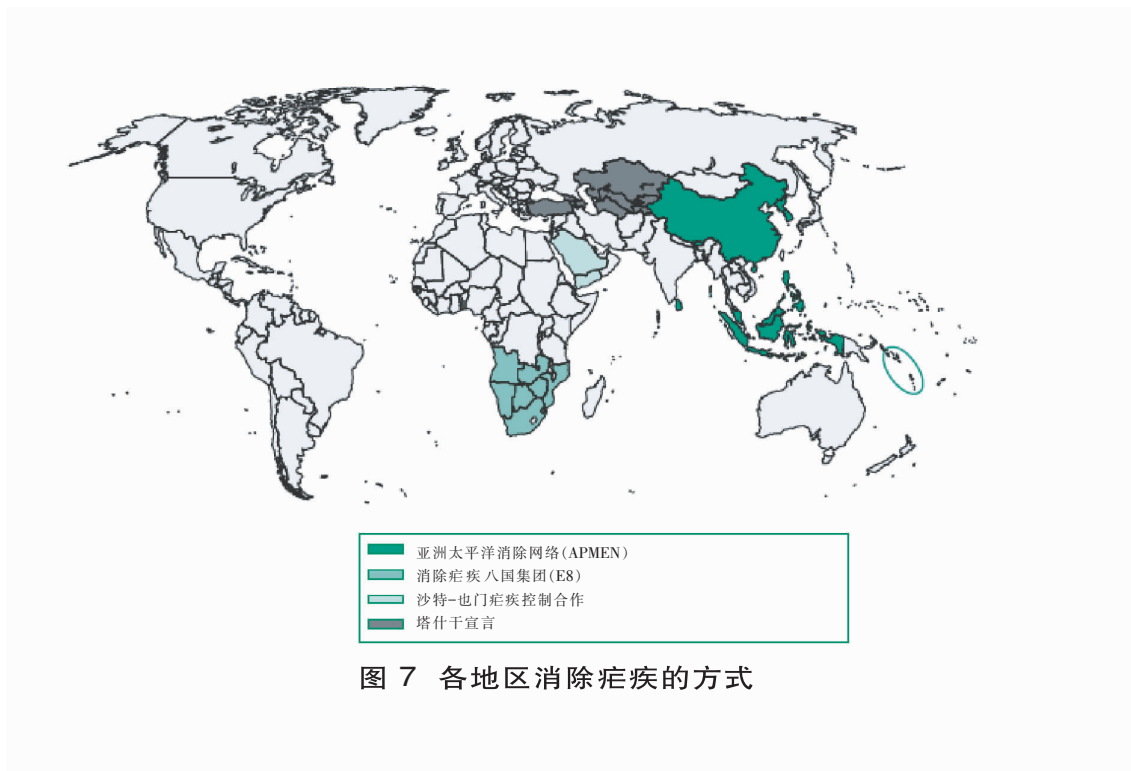 亚洲太平洋消除网络(APMEN)
消除疟疾八国集团(E8)
沙特-也门疟疾控制合作
塔什干宣言
图 7 各地区消除疟疾的方式